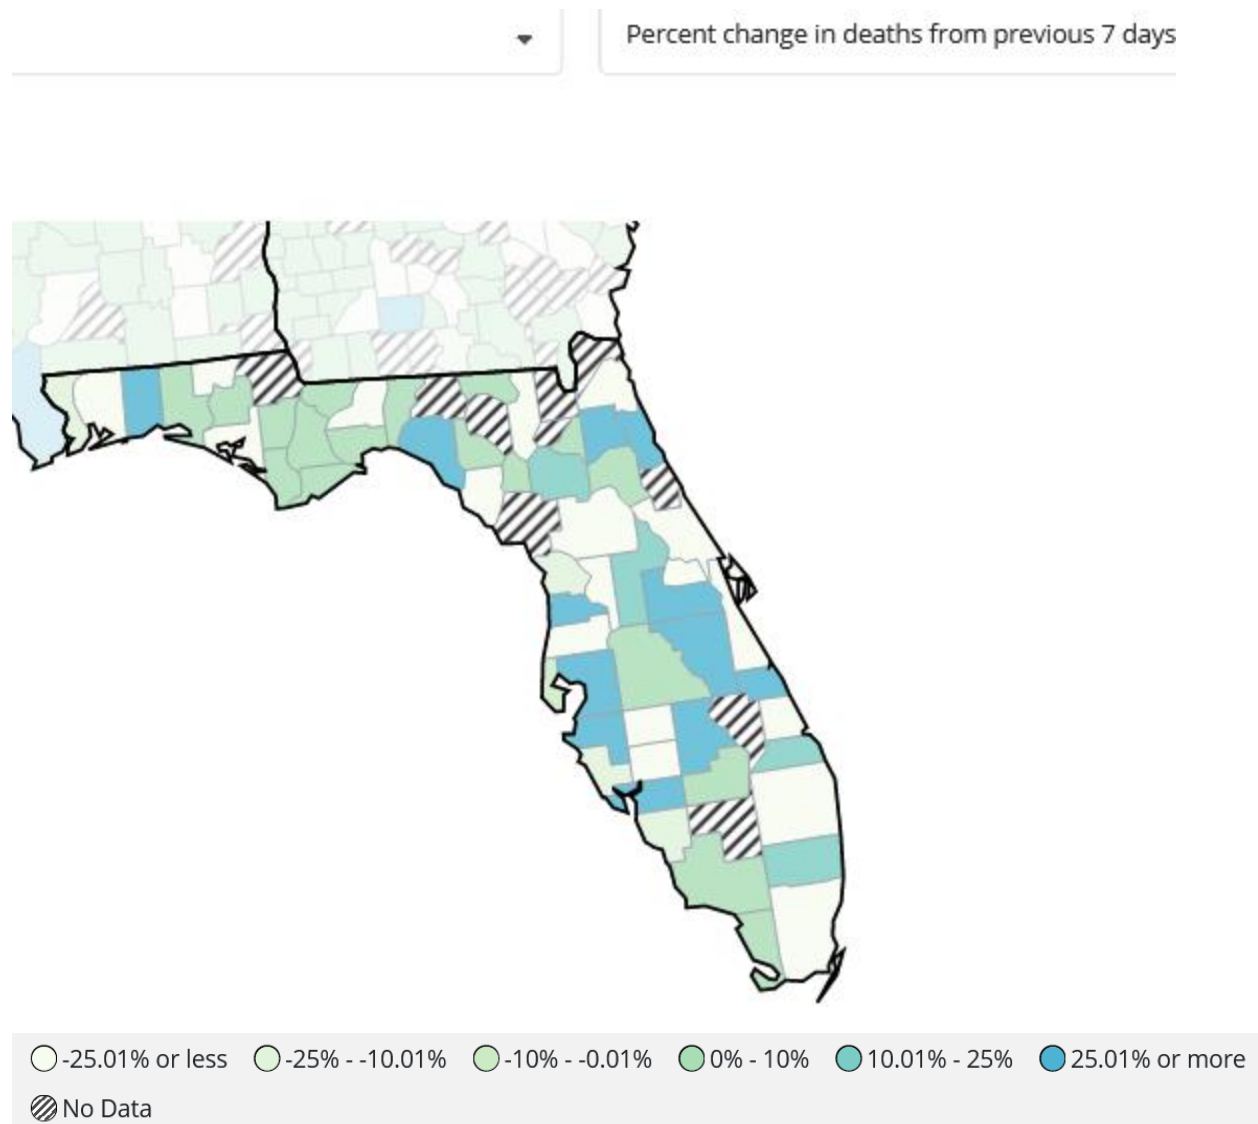 Percent change in deaths from previous 7 days
-25.01% or less -25% - -10.01% -10% - -0.01% 0% - 10% 10.01% - 25% 25.01% or more
No Data